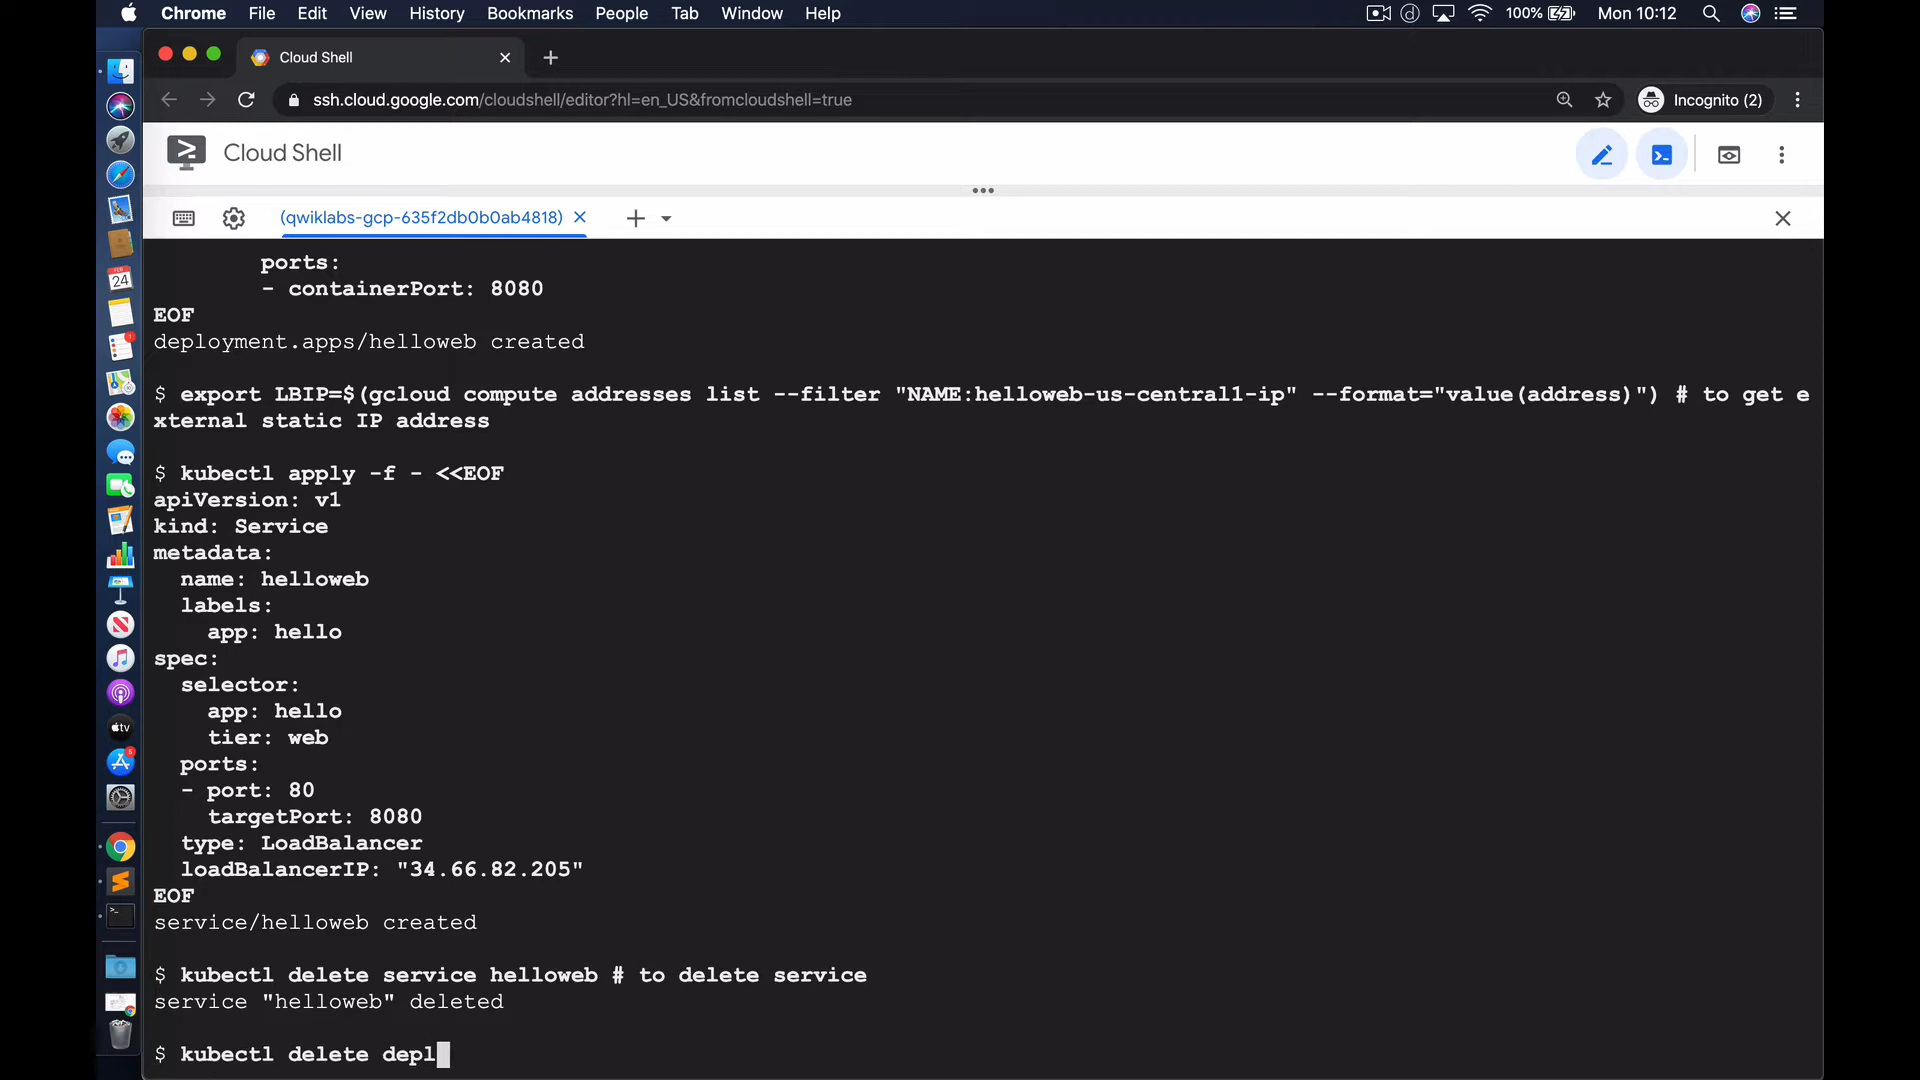 Chrome File Edit View History Bookmarks People Tab Window Help 100% Mon 10:12
Cloud Shell
ssh.cloud.google.com/cloudshell/editor?hl=en_US&fromcloudshell=true Incognito (2)
Cloud Shell
(qwiklabs-gcp-635f2db0b0ab4818)
ports:
- containerPort: 8080
EOF
deployment.apps/helloweb created
$ export LBIP=$(gcloud compute addresses list --filter "NAME:helloweb-us-central1-ip" --format="value(address)") # to get e
xternal static IP address
$ kubectl apply -f - <<EOF
apiVersion: v1
kind: Service
metadata:
name: helloweb
labels:
app: hello
spec:
selector:
app: hello
tier: web
ports:
- port: 80
targetPort: 8080
type: LoadBalancer
loadBalancerIP: "34.66.82.205"
EOF
service/helloweb created
$ kubectl delete service helloweb # to delete service
service "helloweb" deleted
$ kubectl delete depl
FEB
24
tv